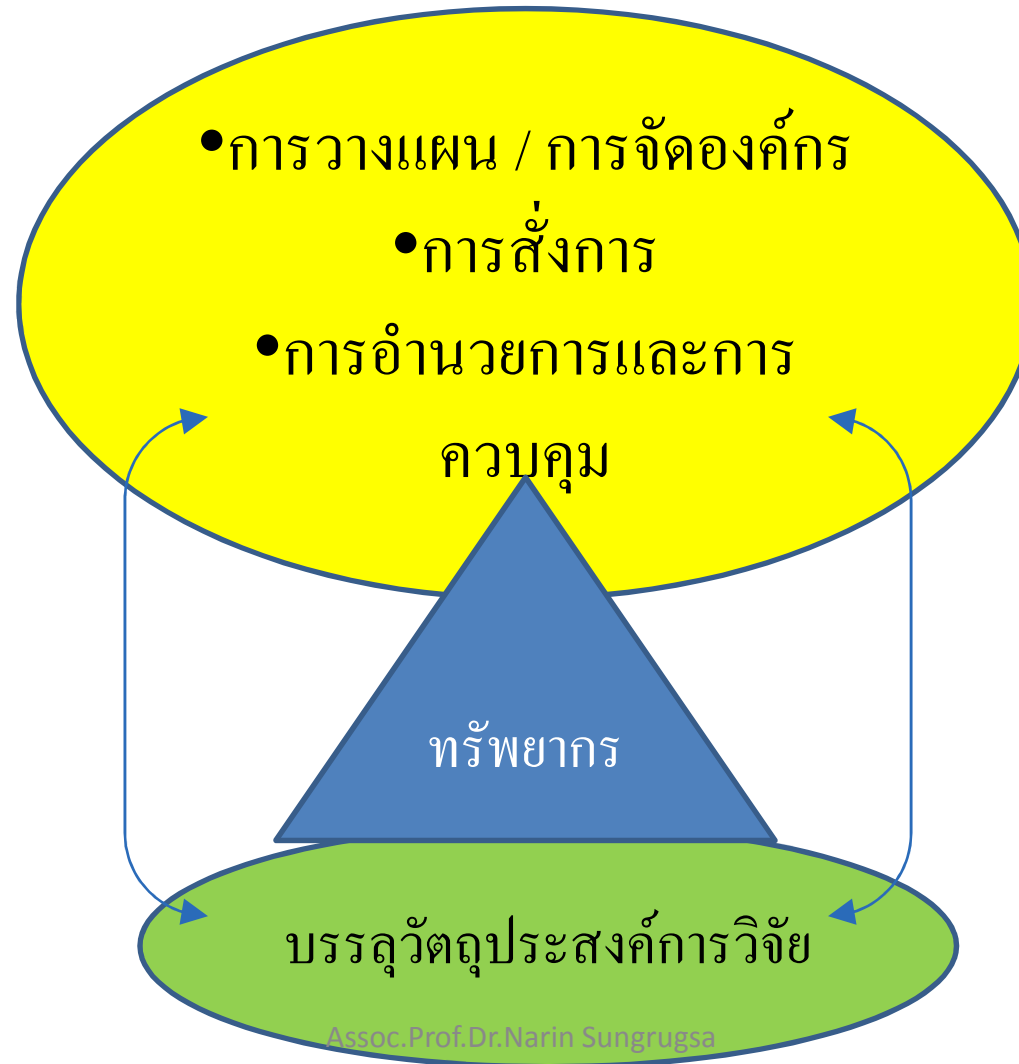 •การวางแผน / การจัดองค์กร
•การสั่งการ
•การอำนวยการและการ
ควบคุม
ทรัพยากร
บรรลุวัตถุประสงค์การวิจัย
Assoc.Prof.Dr.Narin Sungrugsa